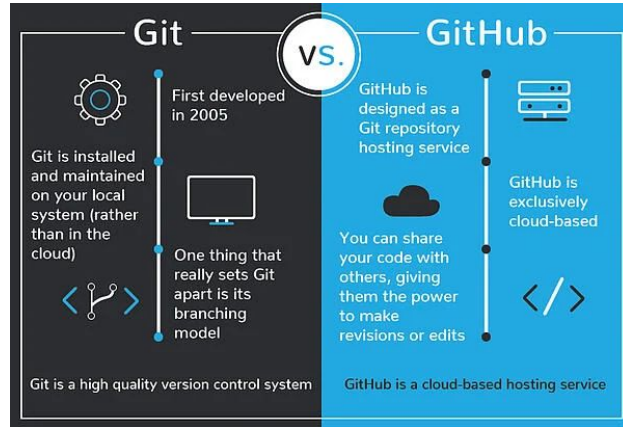 Git
VS.
GitHub
First developed
in 2005
Git is installed
and maintained
on your local
system (rather
than in the
cloud)
One thing that
really sets Git
apart is its
branching
model
Git is a high quality version control system
GitHub is
designed as a
Git repository
hosting service
GitHub is
exclusively
cloud-based
You can share
your code with
others, giving
them the power
to make
revisions or edits
GitHub is a cloud-based hosting service